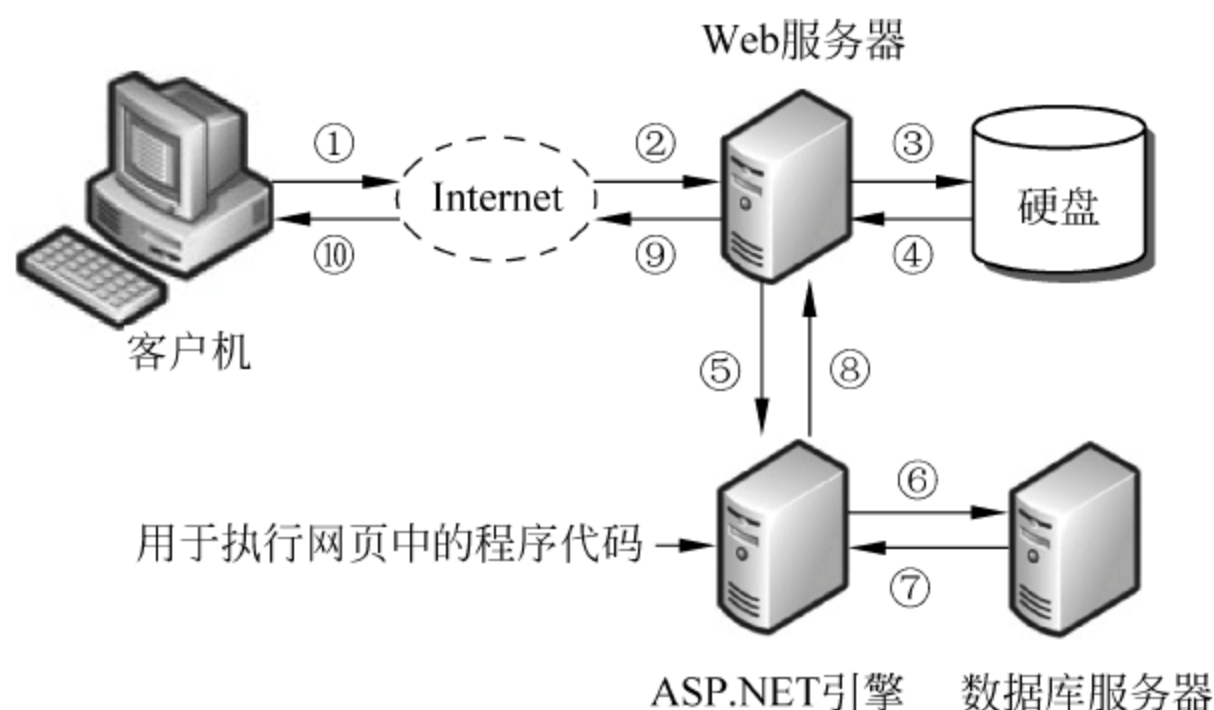 Web服务器
① ② ③
Internet
硬盘
⑩ ⑨ ④
客户机
⑤ ⑧
⑥
用于执行网页中的程序代码
⑦
ASP.NET引擎 数据库服务器